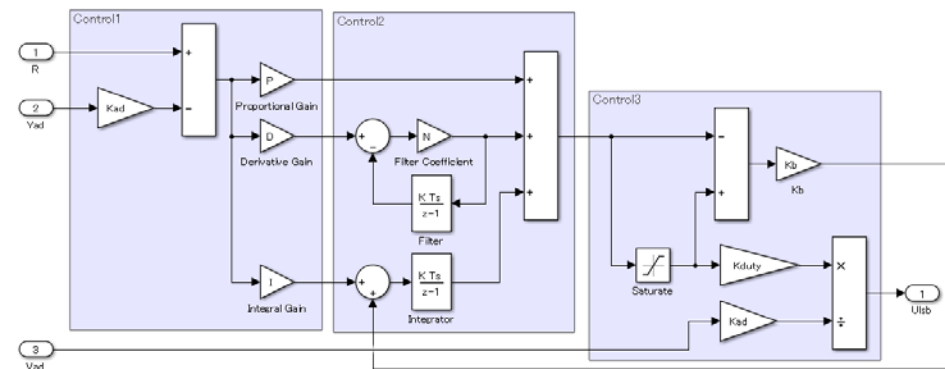 Control1
Control2
1
R
+
-
P
Proportional Gain
+
Control3
2
Yad
Kad
D
Derivative Gain
+
-
N
Filter Coefficient
+
-
Kb
Kb
K Ts
z-1
Filter
+
+
I
Integral Gain
+
+
K Ts
z-1
Integrator
Saturate
Kduty
×
1
Ulsb
Kad
÷
3
Vad